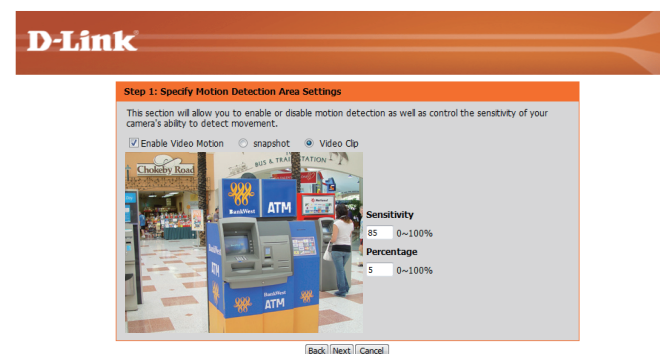 D-Link
Step 1: Specify Motion Detection Area Settings
This section will allow you to enable or disable motion detection as well as control the sensitivity of your
camera's ability to detect movement.
Enable Video Motion snapshot Video Clip
BUS & TRAIN STATION
Chokeby Road
BankWest
ATM
Sensitivity
85 0~100%
Percentage
5 0~100%
ATM
BankWest
ATM
Back Next Cancel